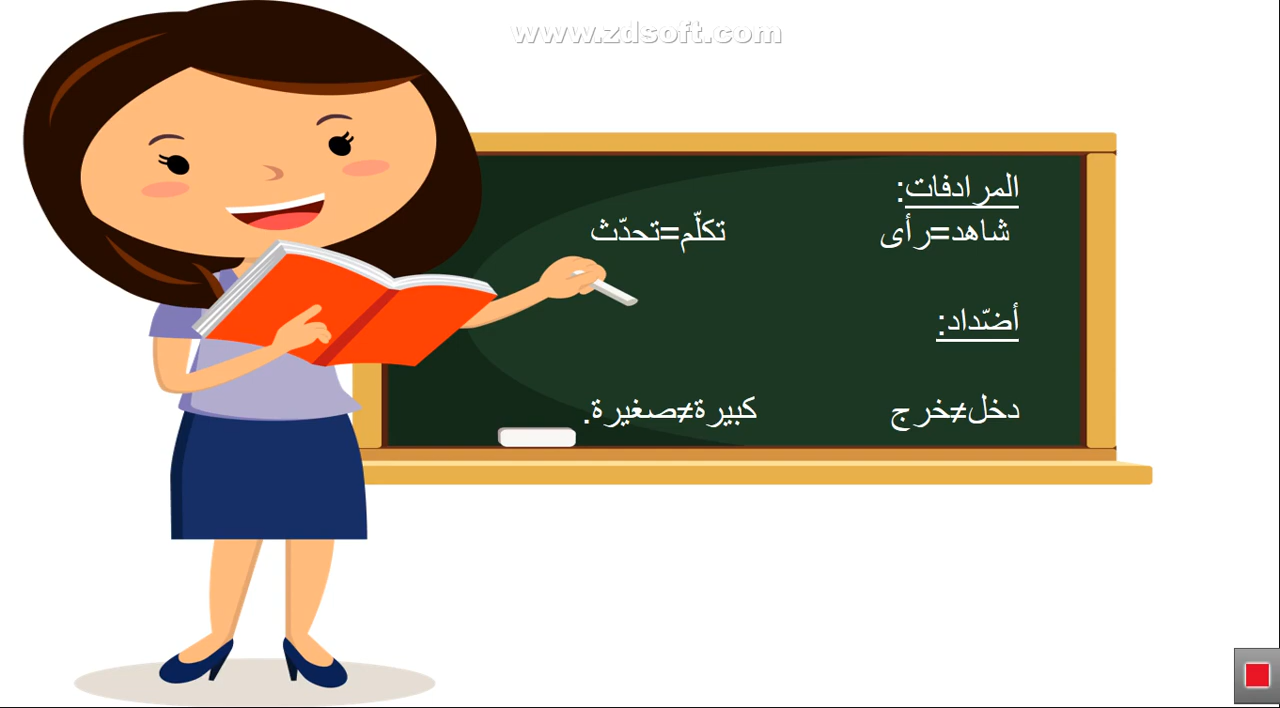 www.zdsoft.com
المرادفات:
شاهد=رأى تكلّم=تحدّث
أضّداد:
دخل≠خرج كبيرة≠صغيرة.